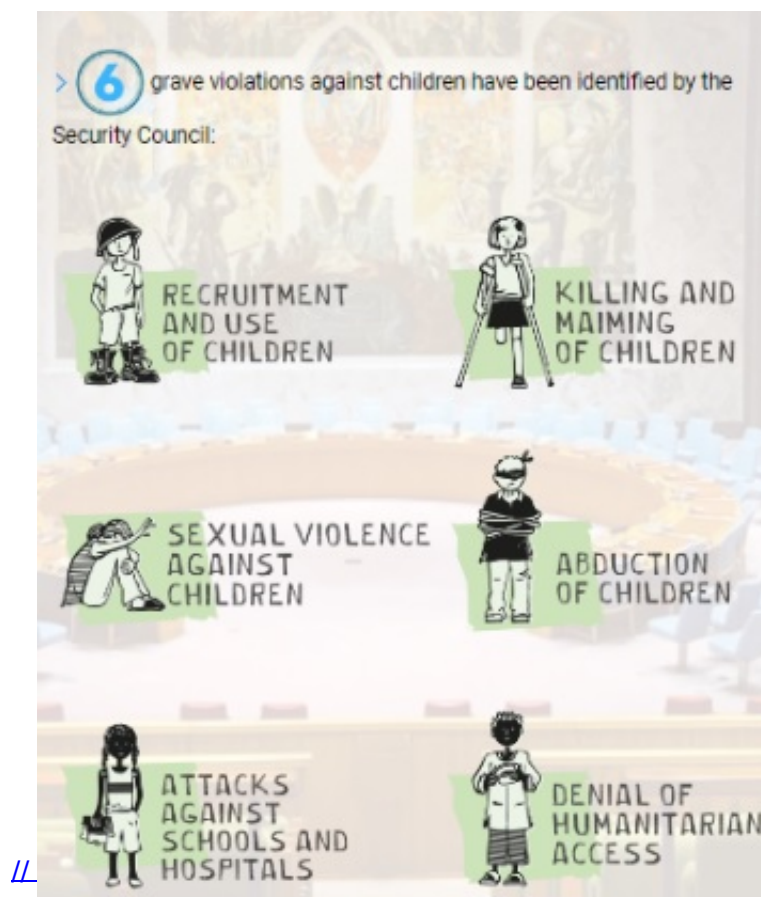 > 6 grave violations against children have been identified by the
Security Council:
RECRUITMENT
AND USE
OF CHILDREN
KILLING AND
MAIMING
OF CHILDREN
SEXUAL VIOLENCE
AGAINST
CHILDREN
ABDUCTION
OF CHILDREN
ATTACKS
AGAINST
SCHOOLS AND
HOSPITALS
DENIAL OF
HUMANITARIAN
ACCESS
//